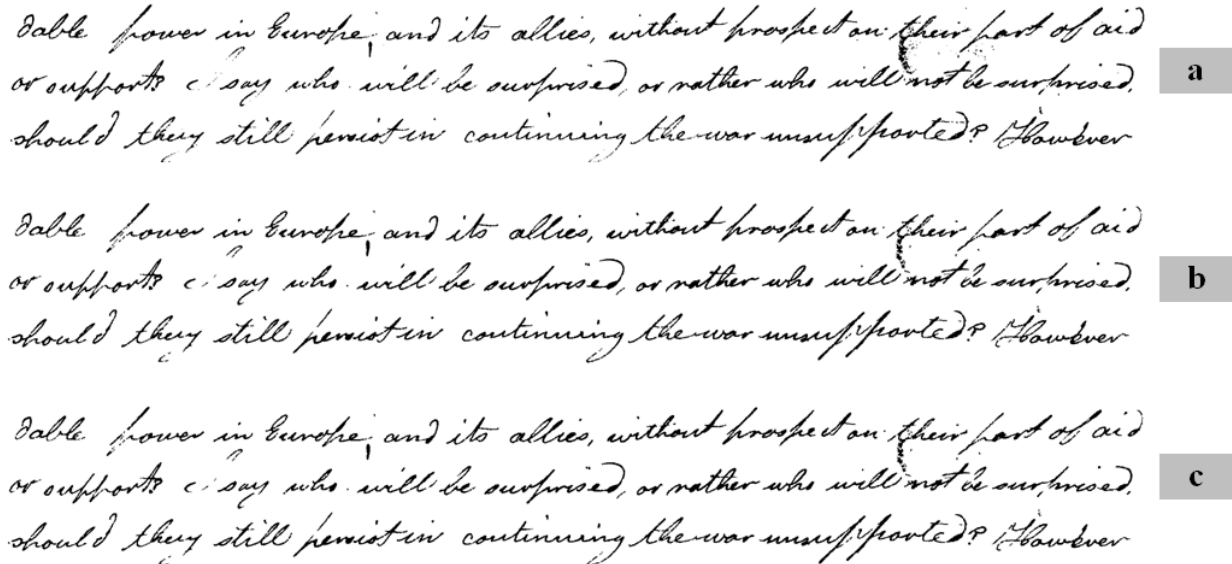 dable power in Europe, and its allies, without prospect on their part of aid
or support? I say who will be surprised, or rather who will not be surprised,
should they still persist in continuing the war unsupported? However
a
dable power in Europe, and its allies, without prospect on their part of aid
or support? I say who will be surprised, or rather who will not be surprised,
should they still persist in continuing the war unsupported? However
b
dable power in Europe, and its allies, without prospect on their part of aid
or support? I say who will be surprised, or rather who will not be surprised,
should they still persist in continuing the war unsupported? However
c